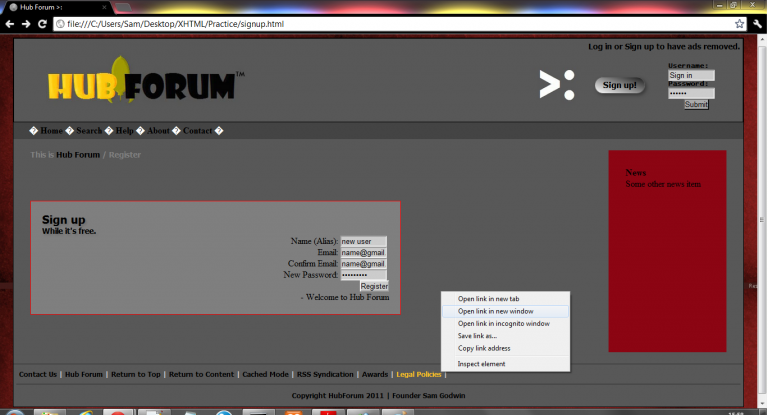 Hub Forum >:
file:///C:/Users/Sam/Desktop/XHTML/Practice/signup.html
Log in or Sign up to have ads removed.
HUB FORUM™
>:
Sign up!
Username:
Sign in
Password:
••••••
Submit
� Home � Search � Help � About � Contact �
This is Hub Forum / Register
News
Some other news item
Sign up
While it's free.
Name (Alias): new user
Email: name@gmail
Confirm Email: name@gmail
New Password: •••••••••
Register
- Welcome to Hub Forum
Open link in new tab
Open link in new window
Open link in incognito window
Save link as...
Copy link address
Inspect element
Contact Us | Hub Forum | Return to Top | Return to Content | Cached Mode | RSS Syndication | Awards | Legal Policies |
Copyright HubForum 2011 | Founder Sam Godwin